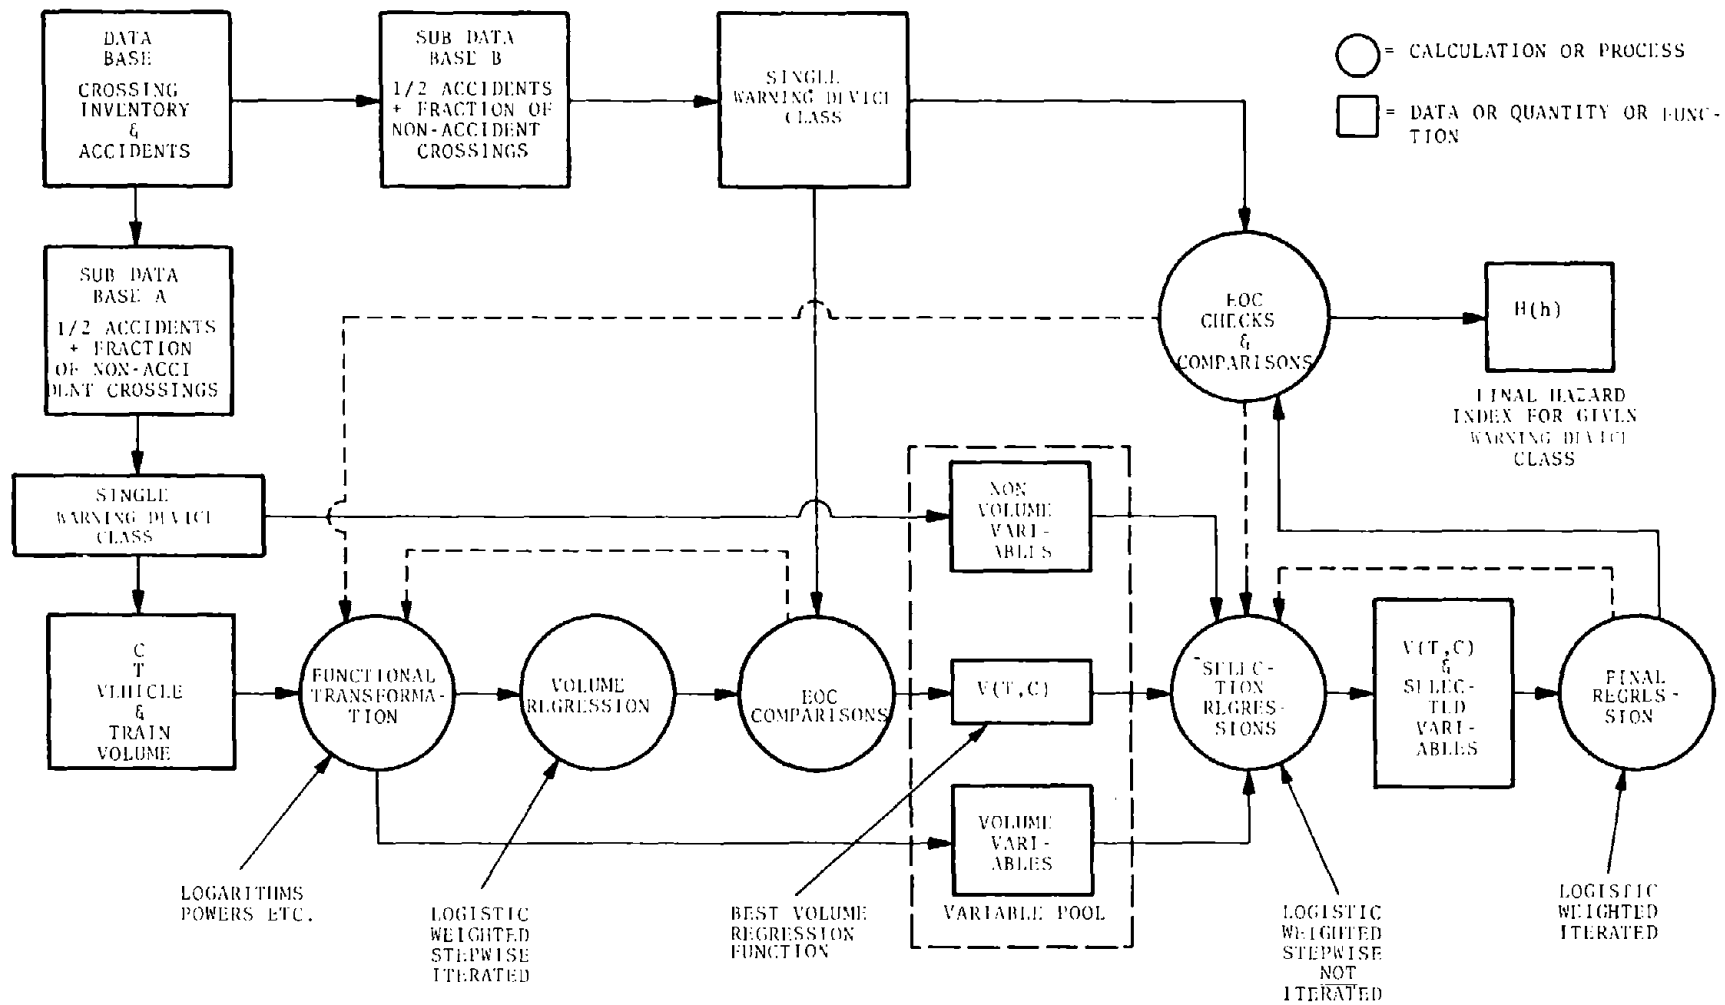 DATA
BASE
CROSSING
INVENTORY
&
ACCIDENTS
SUB DATA
BASE B
1/2 ACCIDENTS
+ FRACTION OF
NON-ACCIDENT
CROSSINGS
SINGLE
WARNING DEVICE
CLASS
= CALCULATION OR PROCESS
= DATA OR QUANTITY OR FUNC-
TION
SUB DATA
BASE A
1/2 ACCIDENTS
+ FRACTION
OF NON-ACCI
DENT CROSSINGS
EOC
CHECKS
&
COMPARISONS
H(h)
FINAL HAZARD
INDEX FOR GIVEN
WARNING DEVICE
CLASS
SINGLE
WARNING DEVICE
CLASS
NON
VOLUME
VARI-
ABLES
C
T
VEHICLE
&
TRAIN
VOLUME
FUNCTIONAL
TRANSFORMA-
TION
VOLUME
REGRESSION
EOC
COMPARISONS
V(T,C)
SELEC-
TION
REGRES-
SIONS
V(T,C)
&
SELEC-
TED
VARI-
ABLES
FINAL
REGRES-
SION
VOLUME
VARI-
ABLES
VARIABLE POOL
LOGARITHMS
POWERS ETC.
LOGISTIC
WEIGHTED
STEPWISE
ITERATED
BEST VOLUME
REGRESSION
FUNCTION
LOGISTIC
WEIGHTED
STEPWISE
NOT
ITERATED
LOGISTIC
WEIGHTED
ITERATED